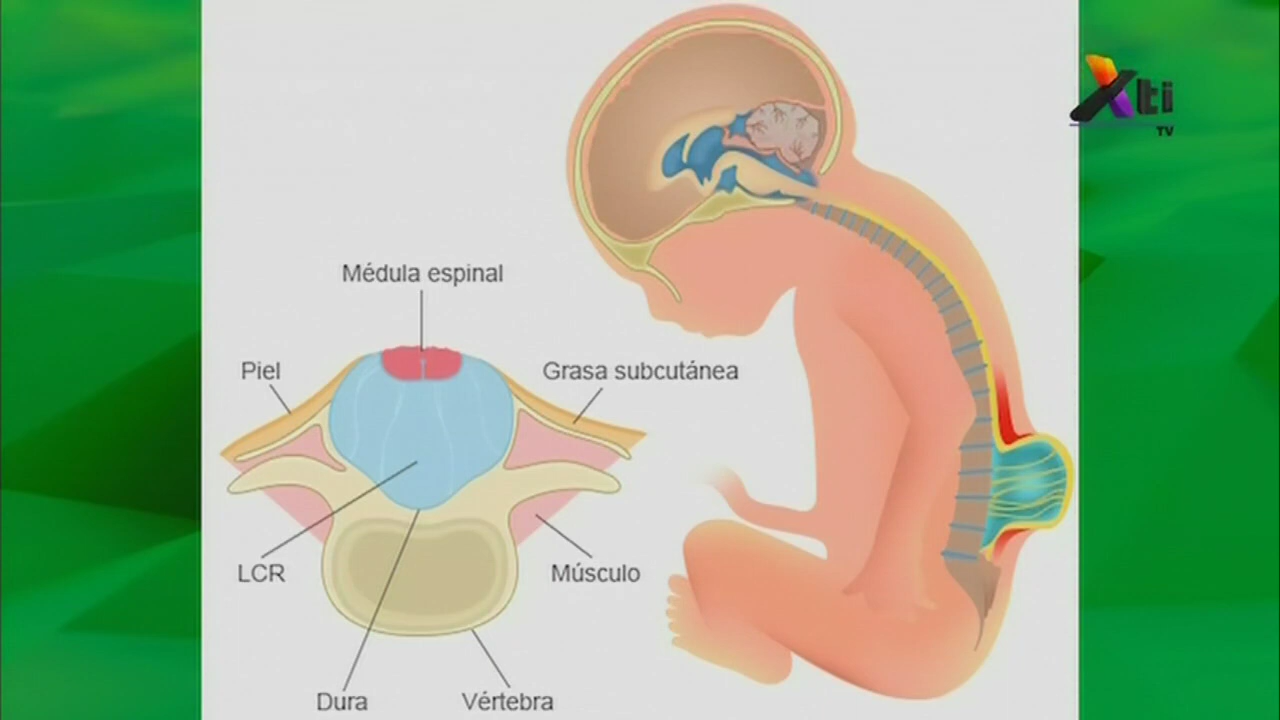 Xti
TV
Médula espinal
Piel
Grasa subcutánea
LCR
Músculo
Dura
Vértebra